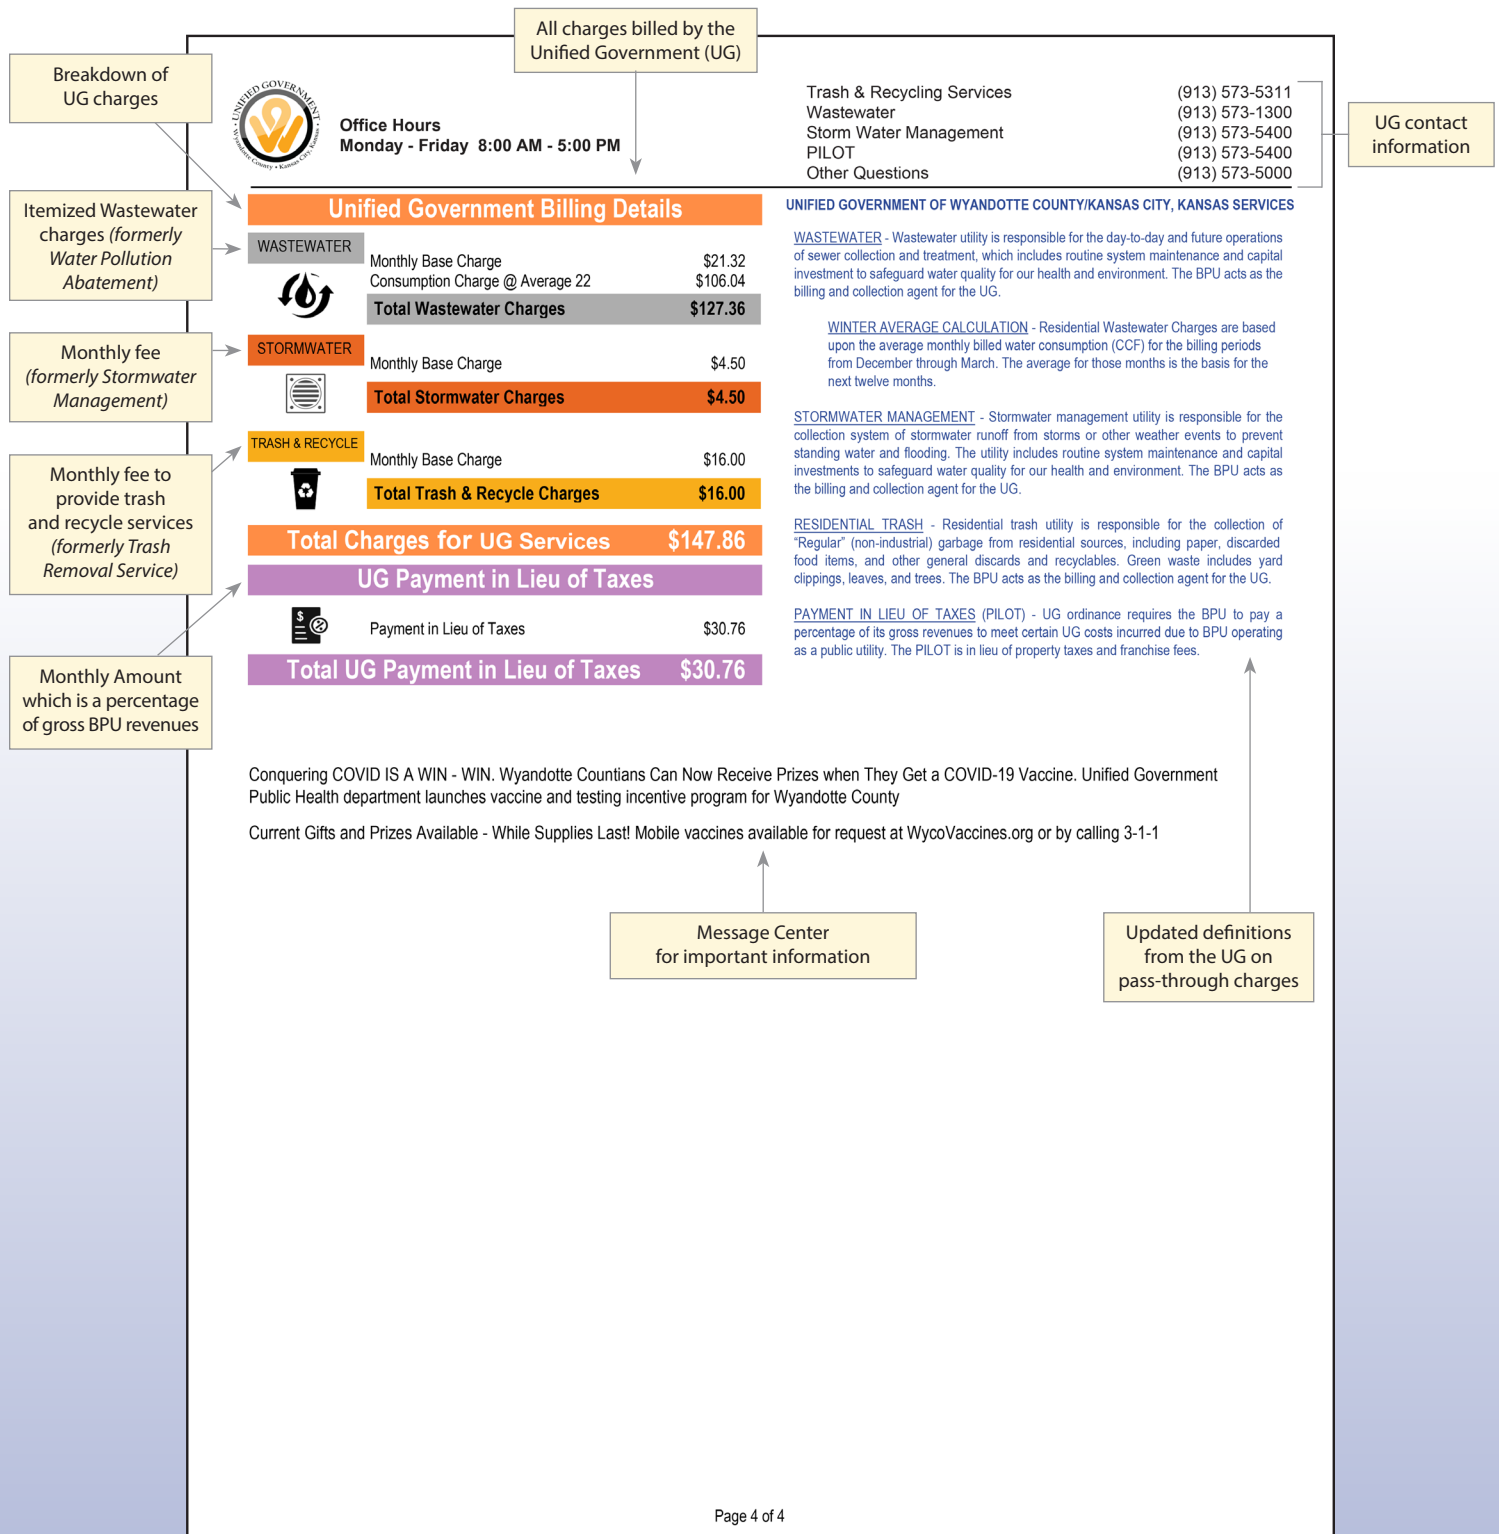 All charges billed by the
Unified Government (UG)
Breakdown of
UG charges
UNIFIED GOVERNMENT
Wyandotte County • Kansas City, Kansas
Office Hours
Monday - Friday 8:00 AM - 5:00 PM
Trash & Recycling Services (913) 573-5311
Wastewater (913) 573-1300
Storm Water Management (913) 573-5400
PILOT (913) 573-5400
Other Questions (913) 573-5000
UG contact
information
Itemized Wastewater
charges (formerly
Water Pollution
Abatement)
Monthly fee
(formerly Stormwater
Management)
Monthly fee to
provide trash
and recycle services
(formerly Trash
Removal Service)
Monthly Amount
which is a percentage
of gross BPU revenues
Unified Government Billing Details
WASTEWATER
Monthly Base Charge $21.32
Consumption Charge @ Average 22 $106.04
Total Wastewater Charges $127.36
STORMWATER
Monthly Base Charge $4.50
Total Stormwater Charges $4.50
TRASH & RECYCLE
Monthly Base Charge $16.00
Total Trash & Recycle Charges $16.00
Total Charges for UG Services $147.86
UG Payment in Lieu of Taxes
$
Payment in Lieu of Taxes $30.76
Total UG Payment in Lieu of Taxes $30.76
UNIFIED GOVERNMENT OF WYANDOTTE COUNTY/KANSAS CITY, KANSAS SERVICES
WASTEWATER - Wastewater utility is responsible for the day-to-day and future operations
of sewer collection and treatment, which includes routine system maintenance and capital
investment to safeguard water quality for our health and environment. The BPU acts as the
billing and collection agent for the UG.
WINTER AVERAGE CALCULATION - Residential Wastewater Charges are based
upon the average monthly billed water consumption (CCF) for the billing periods
from December through March. The average for those months is the basis for the
next twelve months.
STORMWATER MANAGEMENT - Stormwater management utility is responsible for the
collection system of stormwater runoff from storms or other weather events to prevent
standing water and flooding. The utility includes routine system maintenance and capital
investments to safeguard water quality for our health and environment. The BPU acts as
the billing and collection agent for the UG.
RESIDENTIAL TRASH - Residential trash utility is responsible for the collection of
“Regular” (non-industrial) garbage from residential sources, including paper, discarded
food items, and other general discards and recyclables. Green waste includes yard
clippings, leaves, and trees. The BPU acts as the billing and collection agent for the UG.
PAYMENT IN LIEU OF TAXES (PILOT) - UG ordinance requires the BPU to pay a
percentage of its gross revenues to meet certain UG costs incurred due to BPU operating
as a public utility. The PILOT is in lieu of property taxes and franchise fees.
Conquering COVID IS A WIN - WIN. Wyandotte Countians Can Now Receive Prizes when They Get a COVID-19 Vaccine. Unified Government
Public Health department launches vaccine and testing incentive program for Wyandotte County
Current Gifts and Prizes Available - While Supplies Last! Mobile vaccines available for request at WycoVaccines.org or by calling 3-1-1
Message Center
for important information
Updated definitions
from the UG on
pass-through charges
Page 4 of 4